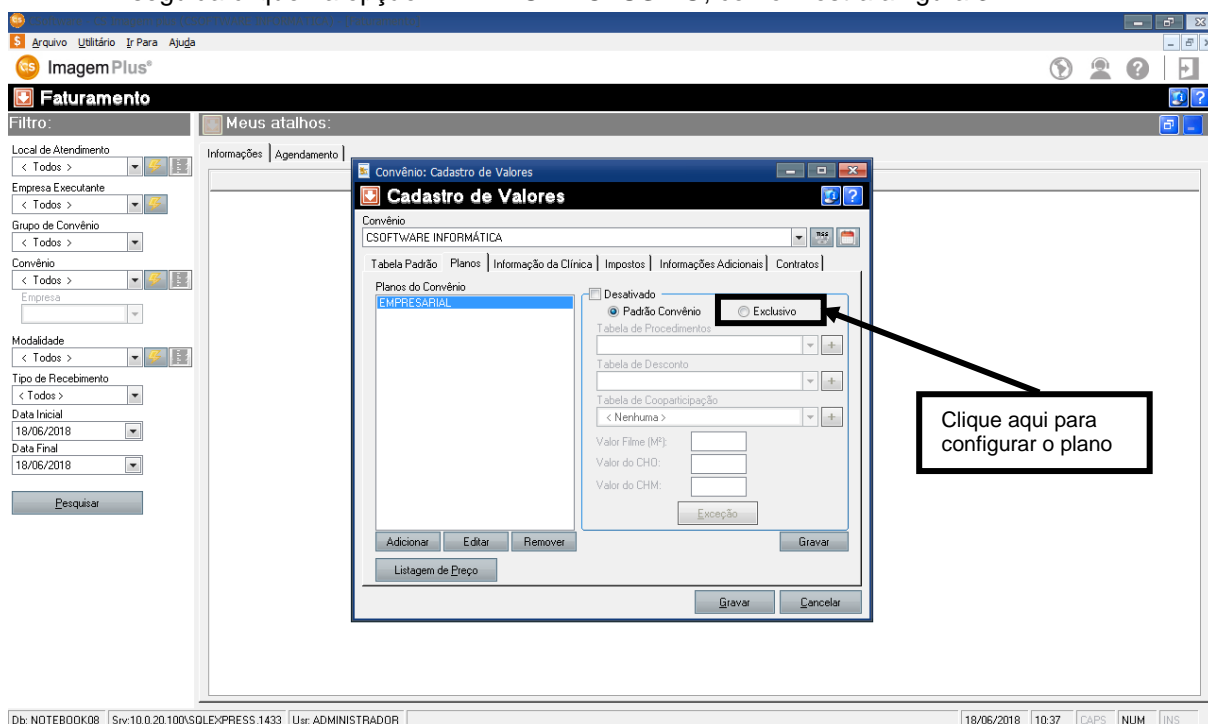 Arquivo Utilitário Ir Para Ajuda
ImagemPlus®
Faturamento
Filtro:
Meus atalhos:
Informações Agendamento
Local de Atendimento
< Todos >
Empresa Executante
< Todos >
Grupo de Convênio
< Todos >
Convênio
< Todos >
Empresa
Modalidade
< Todos >
Tipo de Recebimento
< Todos >
Data Inicial
18/06/2018
Data Final
18/06/2018
Pesquisar
Convênio: Cadastro de Valores
Cadastro de Valores
Convênio
CSOFTWARE INFORMÁTICA
Tabela Padrão Planos Informação da Clínica Impostos Informações Adicionais Contratos
Planos do Convênio
EMPRESARIAL
Desativado
Padrão Convênio Exclusivo
Tabela de Procedimentos
Tabela de Desconto
Tabela de Cooparticipação
< Nenhuma >
Valor Filme (M²):
Valor do CHO:
Valor do CHM:
Exceção
Adicionar Editar Remover Gravar
Listagem de Preço
Gravar Cancelar
Clique aqui para
configurar o plano
Db: NOTEBOOK08 Srv:10.0.20.100\SQLEXPRESS,1433 Usr: ADMINISTRADOR 18/06/2018 10:37 CAPS NUM INS